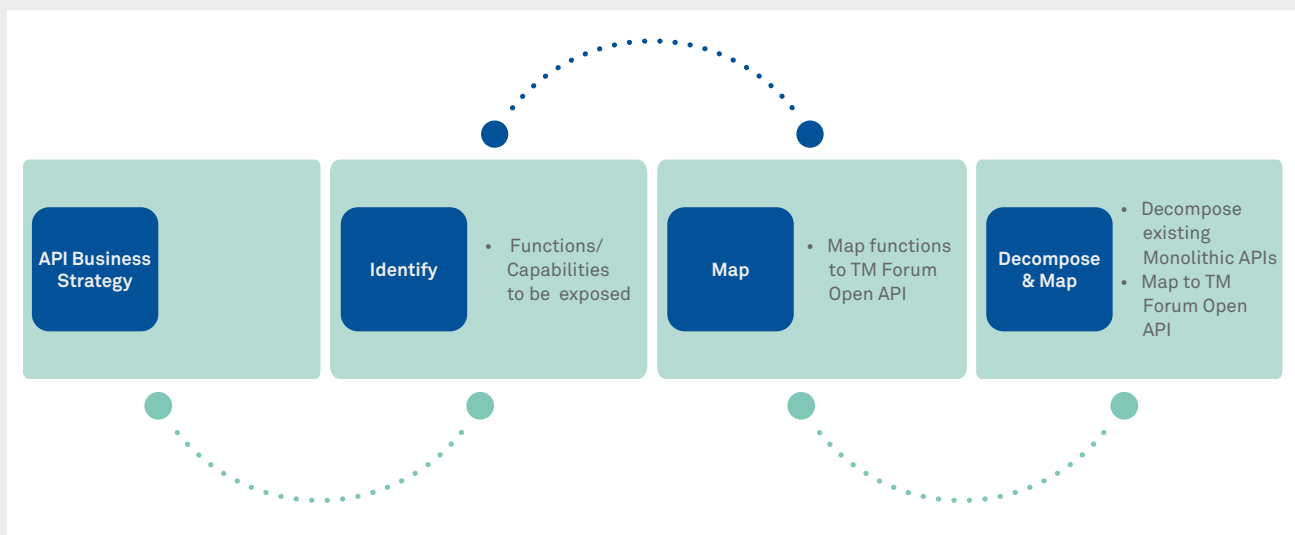 API Business
Strategy
Identify
• Functions/
Capabilities
to be exposed
Map
• Map functions
to TM Forum
Open API
Decompose
& Map
• Decompose
existing
Monolithic APIs
• Map to TM
Forum Open
API